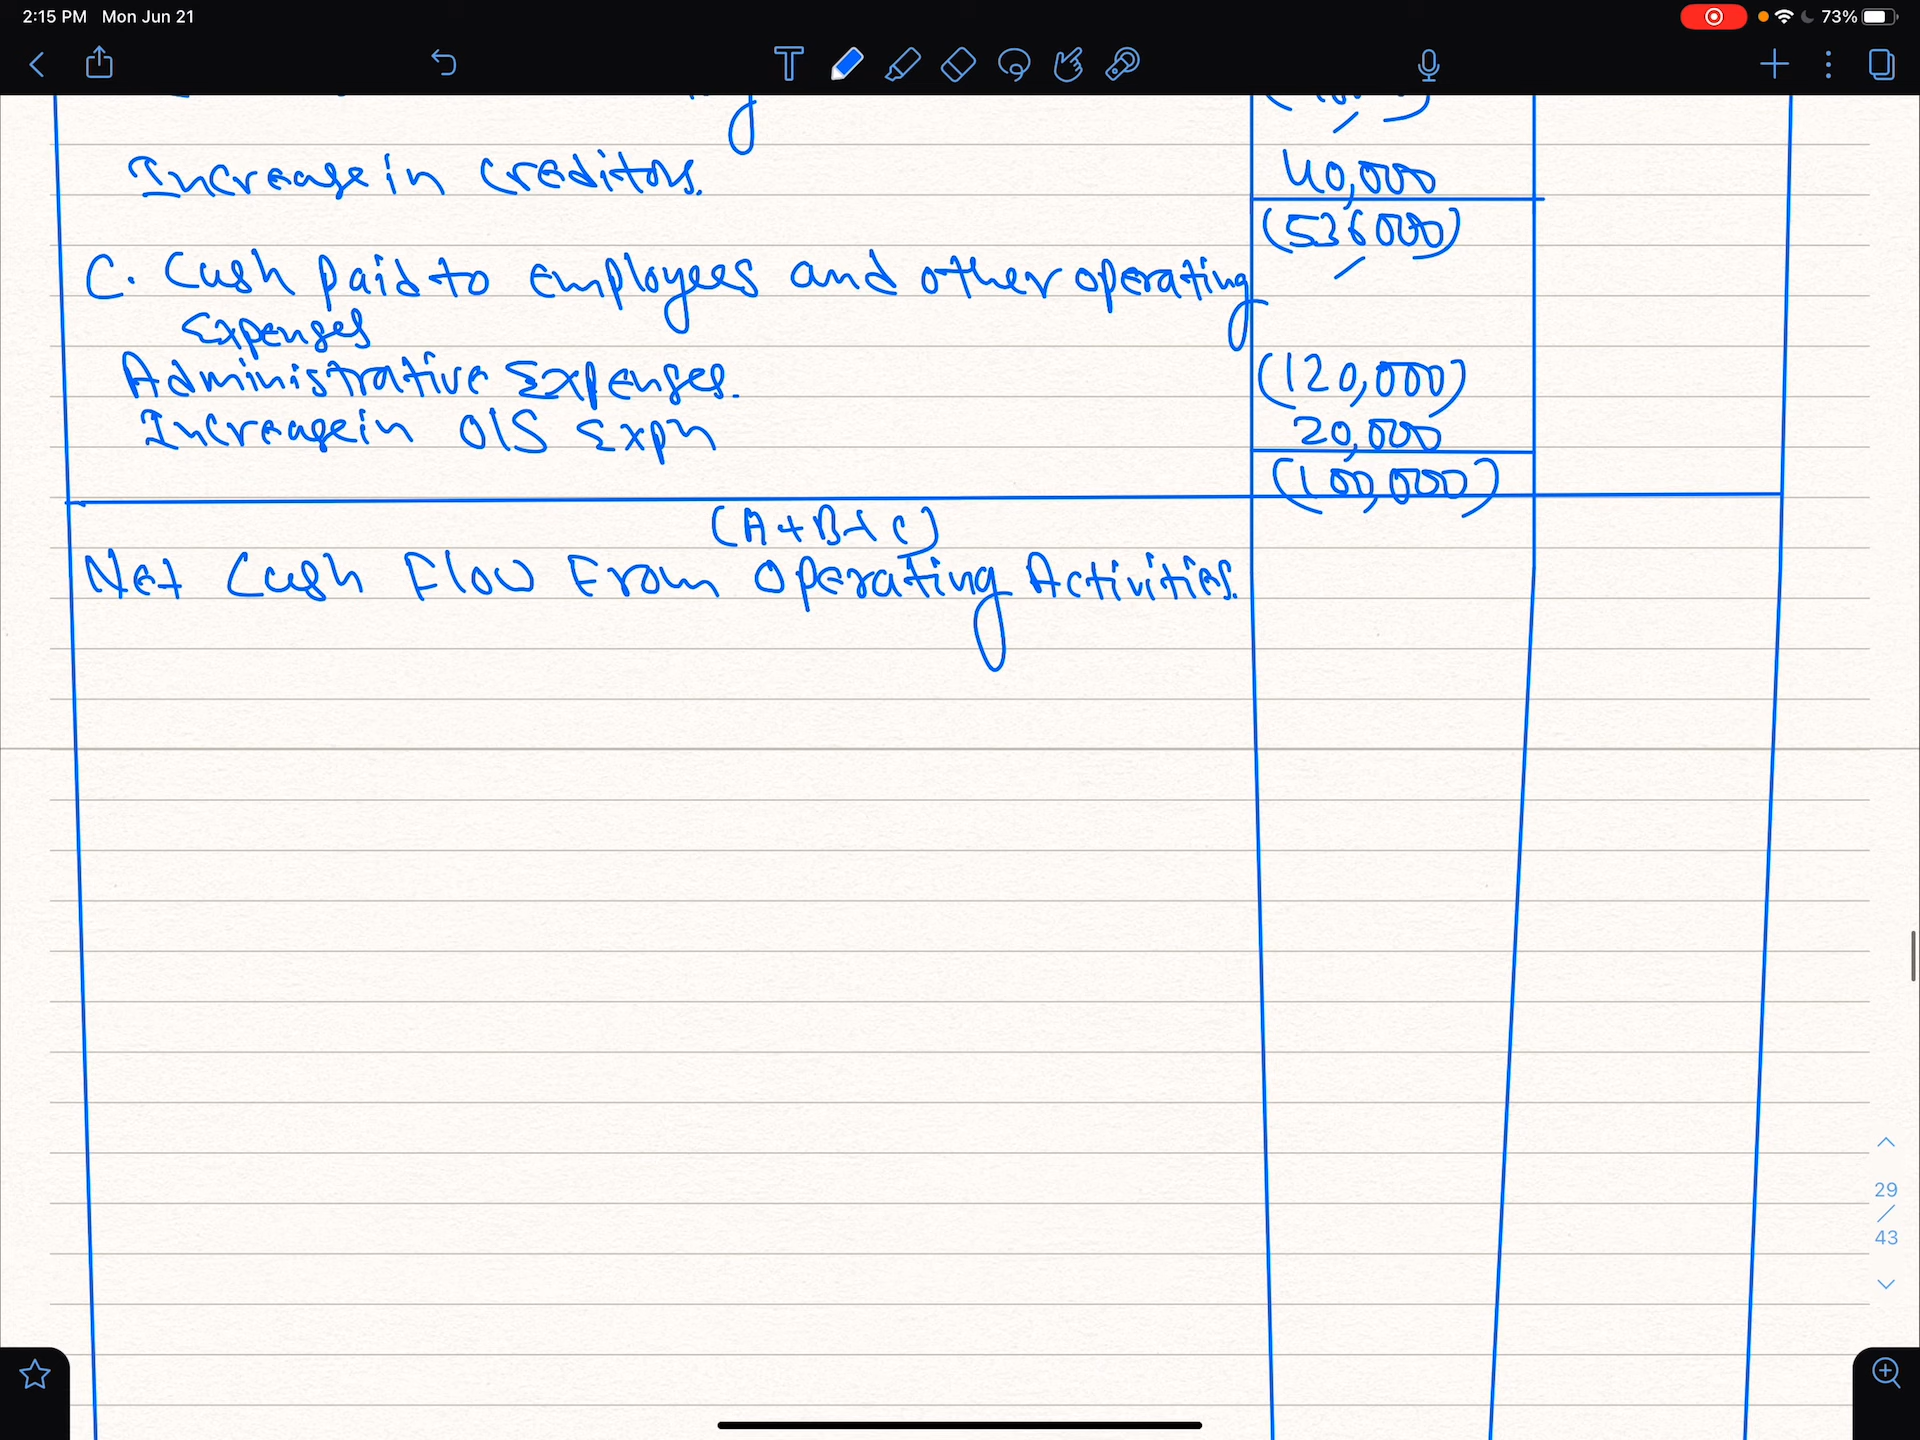 2:15 PM Mon Jun 21
73%
Increase in creditors.
40,000
(536000)
C. Cash paid to employees and other operating
Expenses
Administrative Expenses.
(120,000)
Increase in O/S Expn
20,000
(100,000)
(A+B+C)
Net Cash Flow From Operating Activities.
29
/
43